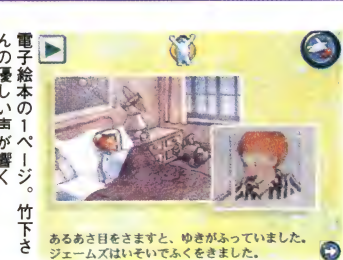 電子絵本の1ページ。竹下さ
んの優しい声が響く
あるあさ目をさますと、ゆきがふっていました。
ジェームズはいそいでふくをきました。